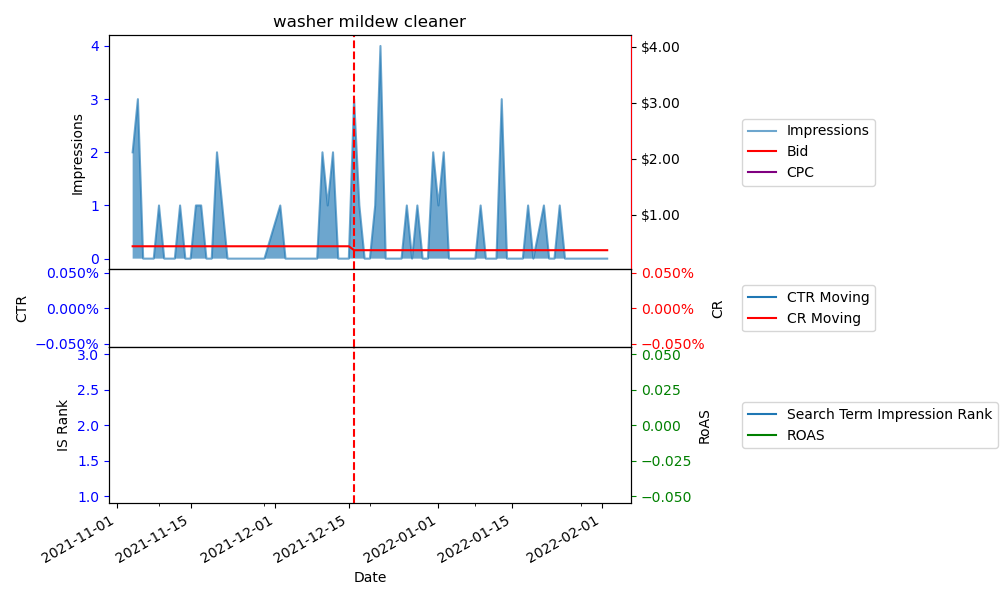 washer mildew cleaner
4
3
2
1
0
Impressions
$4.00
$3.00
$2.00
$1.00
Impressions
Bid
CPC
0.050%
0.000%
−0.050%
CTR
0.050%
0.000%
−0.050%
CR
CTR Moving
CR Moving
3.0
2.5
2.0
1.5
1.0
IS Rank
0.050
0.025
0.000
−0.025
−0.050
RoAS
Search Term Impression Rank
ROAS
2021-11-01
2021-11-15
2021-12-01
2021-12-15
2022-01-01
2022-01-15
2022-02-01
Date